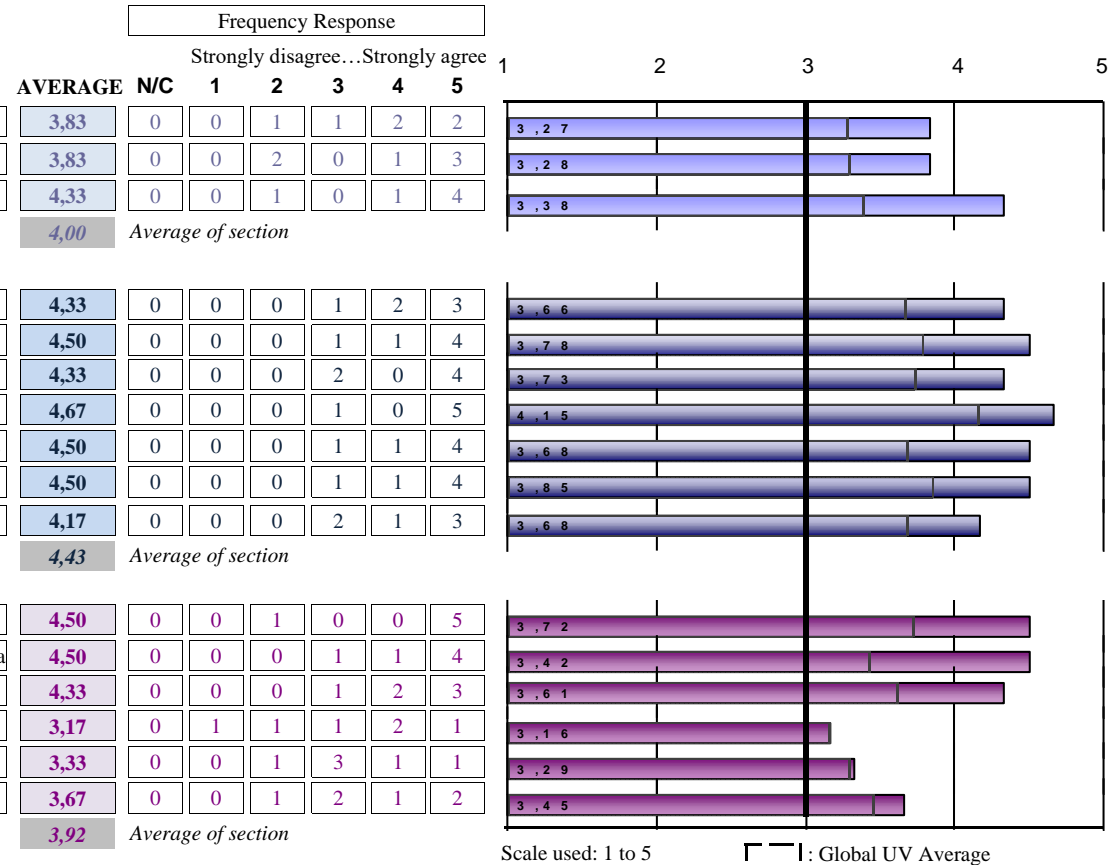 Frequency Response
Strongly disagree…Strongly agree
AVERAGE N/C 1 2 3 4 5
1 2 3 4 5
3,83 0 0 1 1 2 2 3,27
3,83 0 0 2 0 1 3 3,28
4,33 0 0 1 0 1 4 3,38
4,00 Average of section
4,33 0 0 0 1 2 3 3,66
4,50 0 0 0 1 1 4 3,78
4,33 0 0 0 2 0 4 3,73
4,67 0 0 0 1 0 5 4,15
4,50 0 0 0 1 1 4 3,68
4,50 0 0 0 1 1 4 3,85
4,17 0 0 0 2 1 3 3,68
4,43 Average of section
4,50 0 0 1 0 0 5 3,72
a 4,50 0 0 0 1 1 4 3,42
4,33 0 0 0 1 2 3 3,61
3,17 0 1 1 1 2 1 3,16
3,33 0 0 1 3 1 1 3,29
3,67 0 0 1 2 1 2 3,45
3,92 Average of section
Scale used: 1 to 5 : Global UV Average